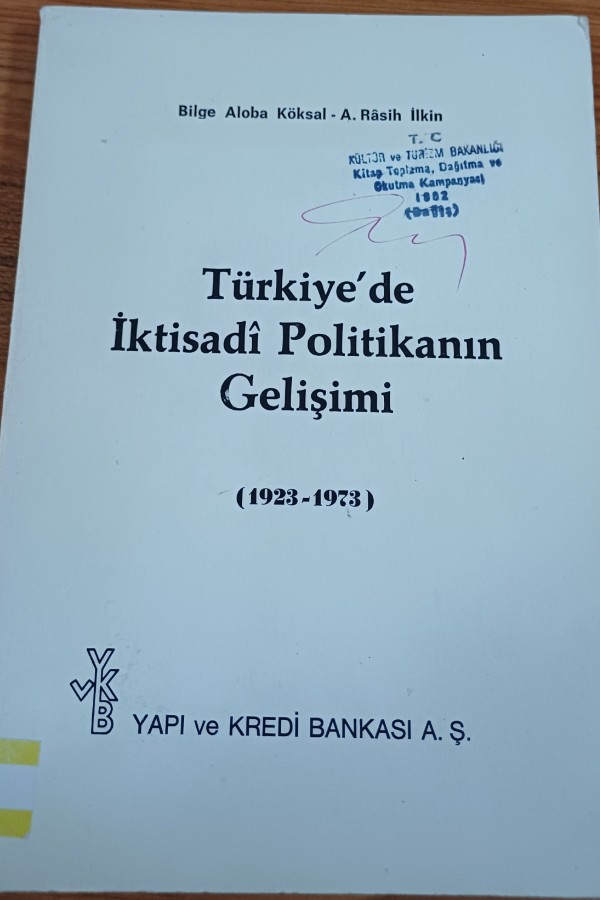 Bilge Aloba Köksal - A. Râsih İlkin
T. C
KÜLTÜR ve TURİZM BAKANLIĞI
Kitap Toplama, Dağıtma ve
Okutma Kampanyası
1982
(Bağış)
Türkiye'de
İktisadî Politikanın
Gelişimi
(1923-1973)
YKB
YAPI ve KREDİ BANKASI A. Ş.